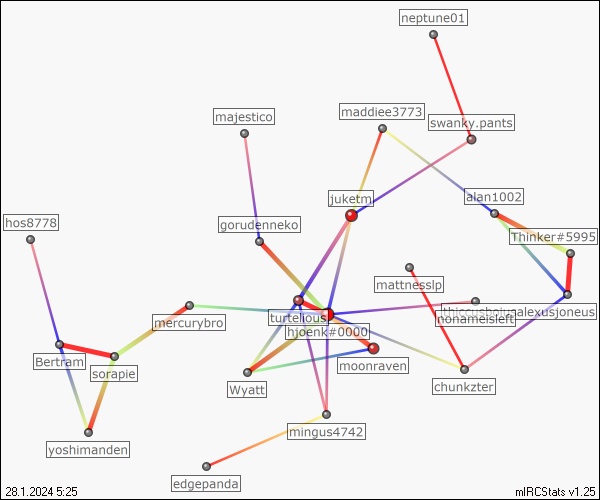 neptune01
maddiee3773
majestico
swanky.pants
juketm
alan1002
hos8778
gorudenneko
Thinker#5995
mattnesslp
alexusjoneus
nonameisleft
mercurybro
turtelious
hjoenk#0000
Bertram
sorapie
moonraven
Wyatt
chunkzter
mingus4742
yoshimanden
edgepanda
28.1.2024 5:25
mIRCStats v1.25